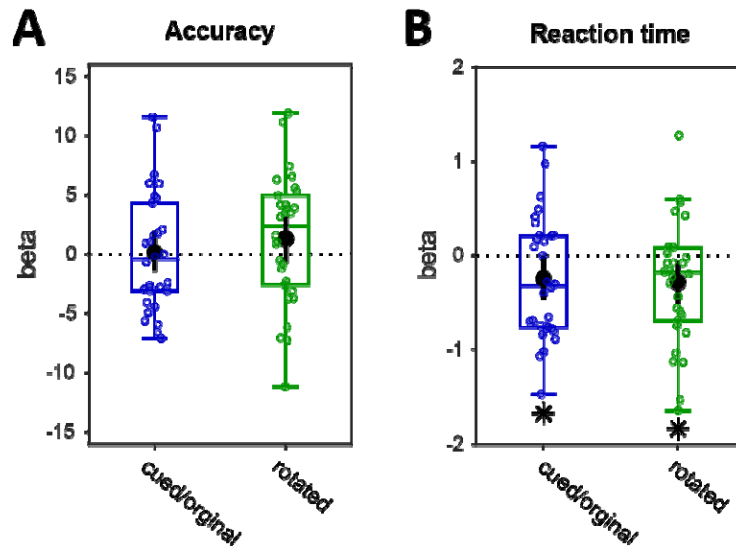 A
Accuracy
15
10
5
0
-5
-10
-15
beta
cued/orginal
rotated
B
Reaction time
2
1
0
-1
-2
beta
cued/orginal
rotated